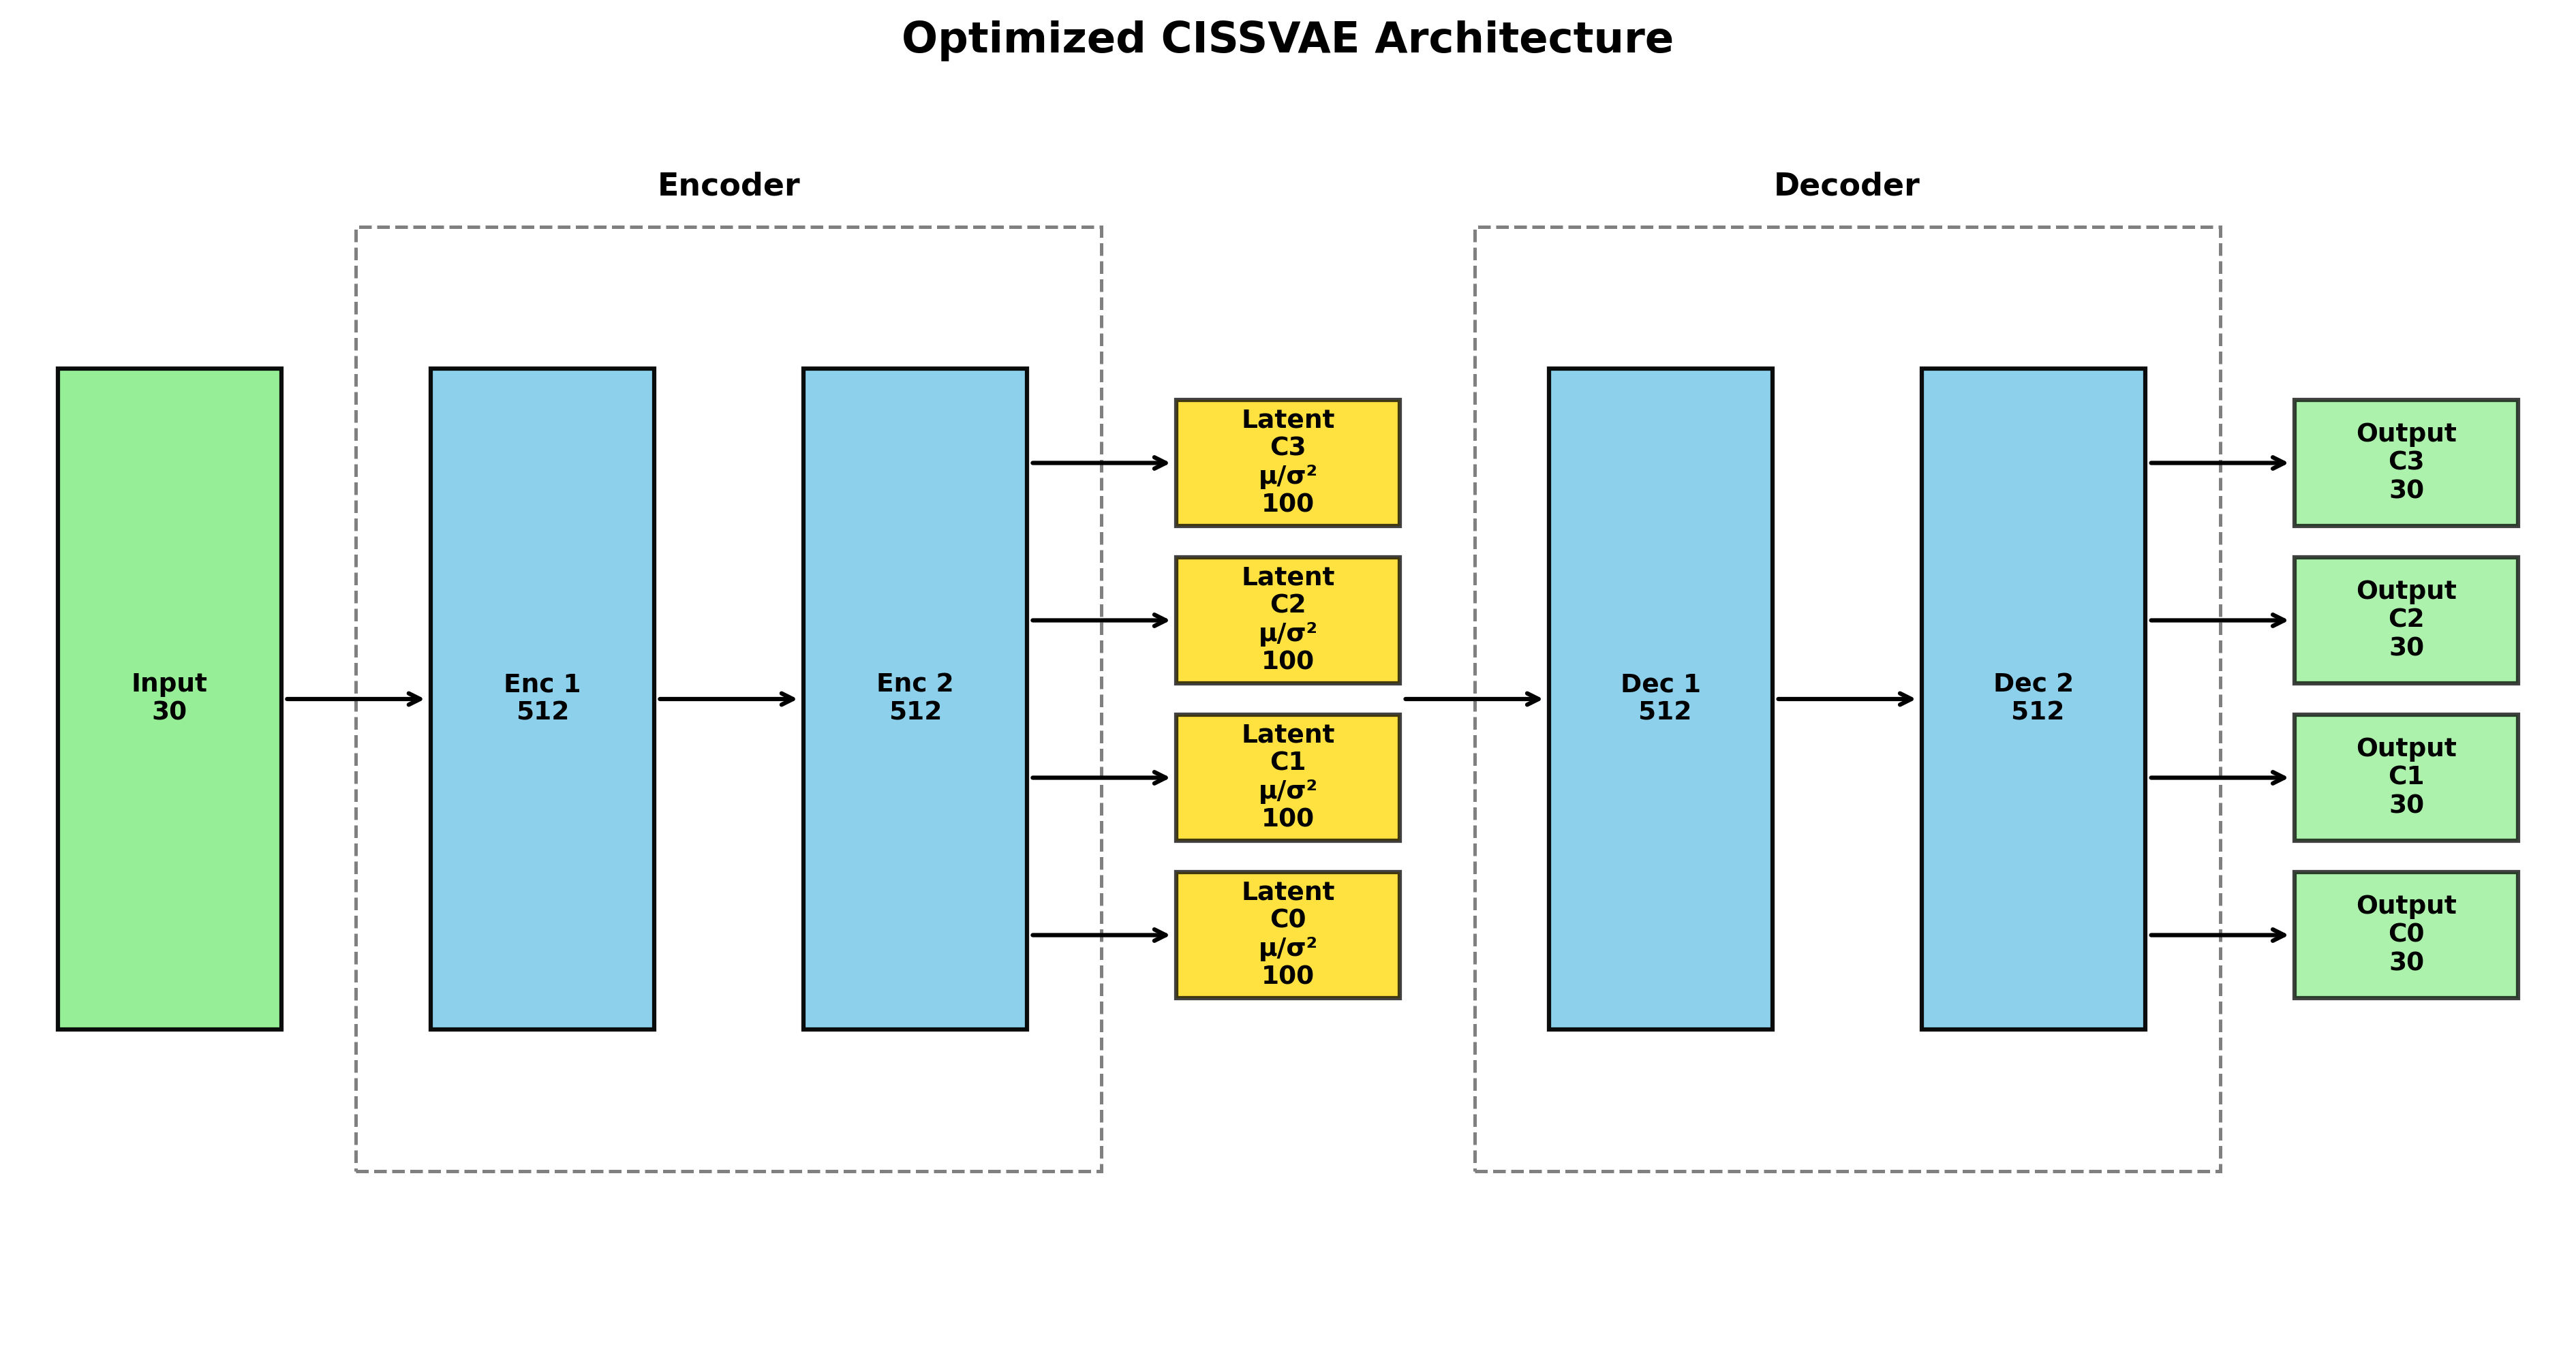 Optimized CISSVAE Architecture
Encoder
Decoder
Input
30
Enc 1
512
Enc 2
512
Latent
C3
μ/σ²
100
Latent
C2
μ/σ²
100
Latent
C1
μ/σ²
100
Latent
C0
μ/σ²
100
Dec 1
512
Dec 2
512
Output
C3
30
Output
C2
30
Output
C1
30
Output
C0
30